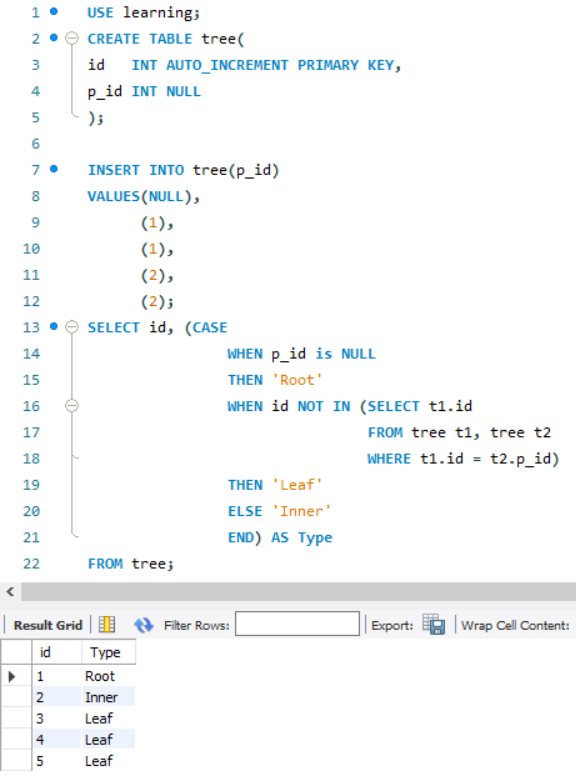 1 USE learning;
2 CREATE TABLE tree(
3 id   INT AUTO_INCREMENT PRIMARY KEY,
4 p_id INT NULL
5 );
6
7 INSERT INTO tree(p_id)
8 VALUES(NULL),
9       (1),
10       (1),
11       (2),
12       (2);
13 SELECT id, (CASE
14                 WHEN p_id is NULL
15                 THEN 'Root'
16                 WHEN id NOT IN (SELECT t1.id
17                                 FROM tree t1, tree t2
18                                 WHERE t1.id = t2.p_id)
19                 THEN 'Leaf'
20                 ELSE 'Inner'
21                 END) AS Type
22 FROM tree;
Result Grid Filter Rows: Export: Wrap Cell Content:
id Type
1 Root
2 Inner
3 Leaf
4 Leaf
5 Leaf